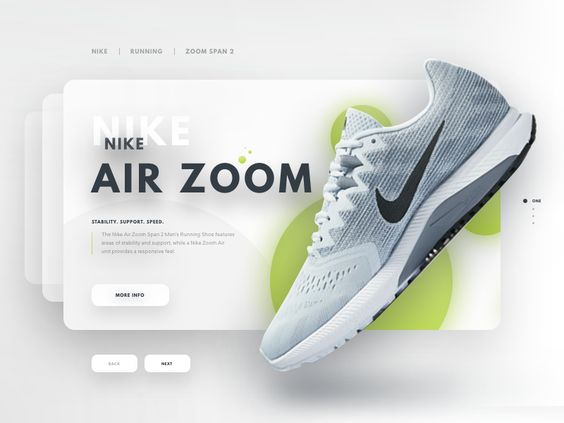 NIKE | RUNNING | ZOOM SPAN 2
NIKE
NIKE
AIR ZOOM
STABILITY. SUPPORT. SPEED.
The Nike Air Zoom Span 2 Men's Running Shoe features
areas of stability and support, while a Nike Zoom Air
unit provides a responsive feel.
MORE INFO
ONE
BACK
NEXT